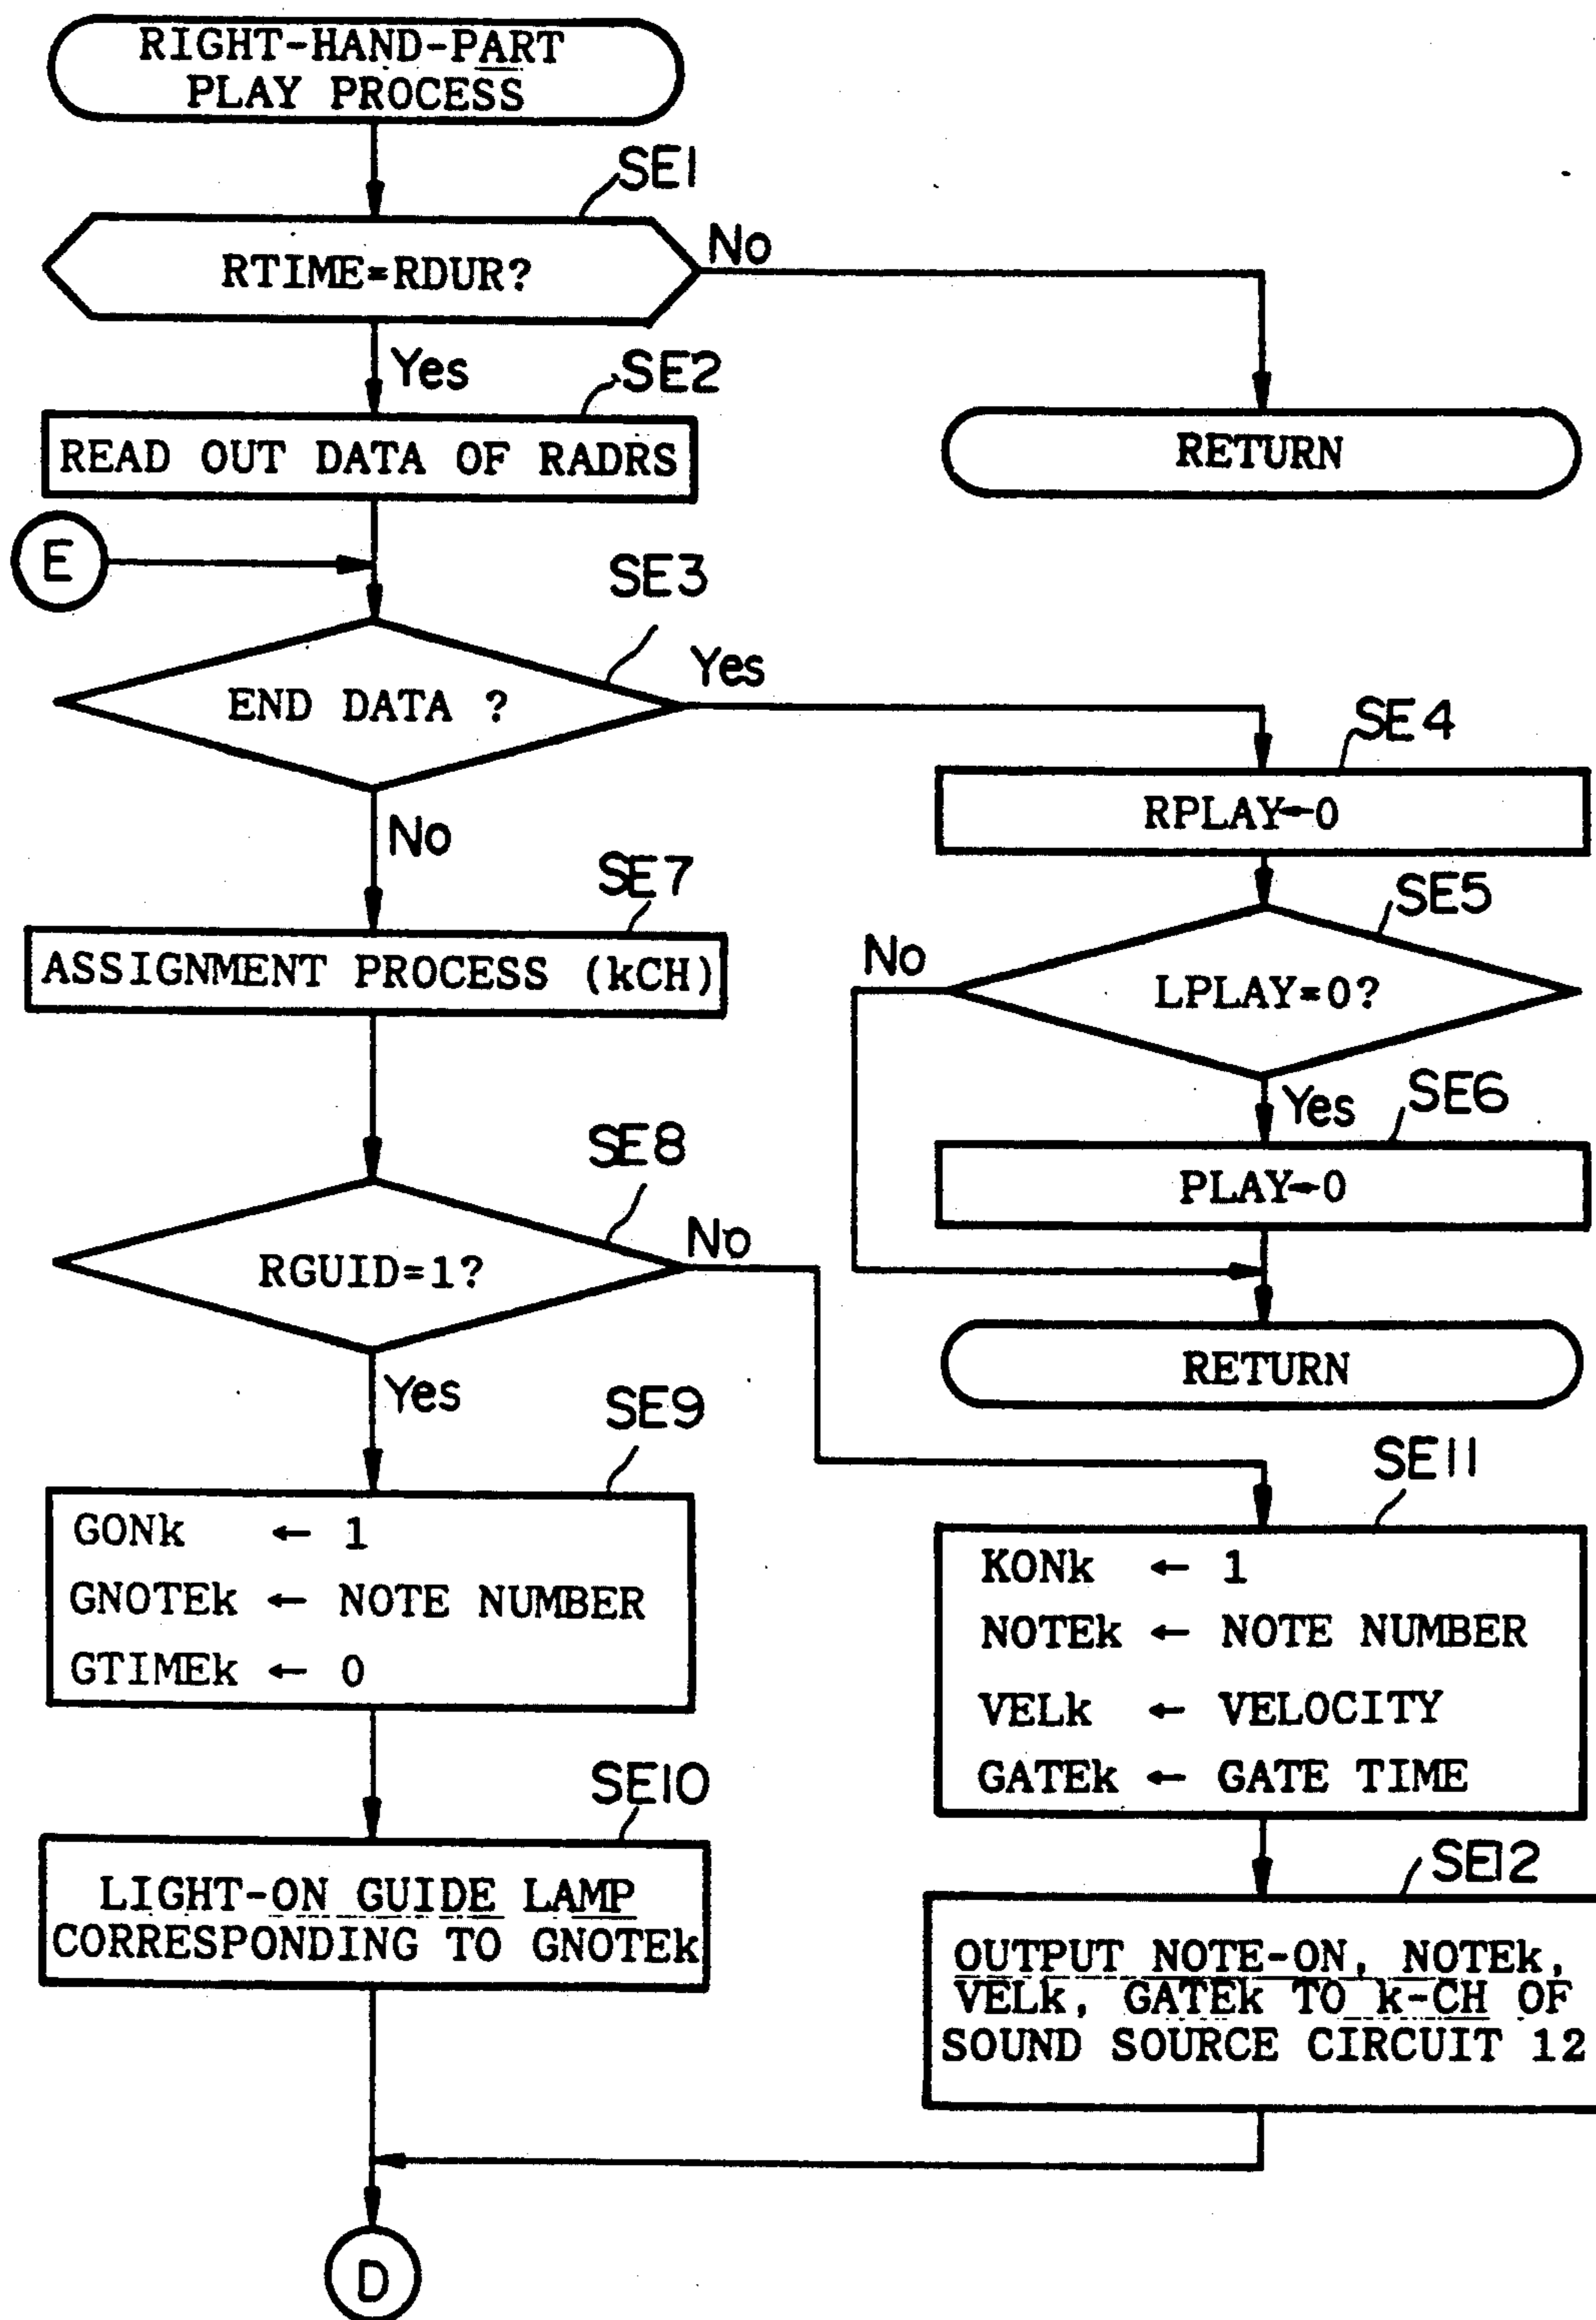 RIGHT-HAND-PART
PLAY PROCESS
SE1
RTIME=RDUR?
No
Yes
SE2
READ OUT DATA OF RADRS
RETURN
E
SE3
END DATA ?
Yes
No
SE4
RPLAY←0
SE5
LPLAY=0?
No
Yes
SE6
PLAY←0
RETURN
SE7
ASSIGNMENT PROCESS (kCH)
SE8
RGUID=1?
No
Yes
SE9
GONk ← 1
GNOTEk ← NOTE NUMBER
GTIMEk ← 0
SE10
LIGHT-ON GUIDE LAMP
CORRESPONDING TO GNOTEk
SE11
KONk ← 1
NOTEk ← NOTE NUMBER
VELk ← VELOCITY
GATEk ← GATE TIME
SE12
OUTPUT NOTE-ON, NOTEk,
VELk, GATEk TO k-CH OF
SOUND SOURCE CIRCUIT 12
D